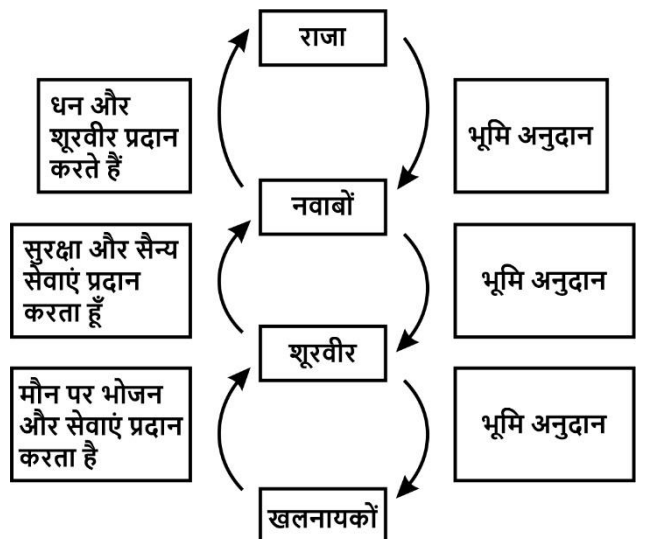 राजा
धन और
शूरवीर प्रदान
करते हैं
भूमि अनुदान
नवाबों
सुरक्षा और सैन्य
सेवाएं प्रदान
करता हूँ
भूमि अनुदान
शूरवीर
मौन पर भोजन
और सेवाएं प्रदान
करता है
भूमि अनुदान
खलनायकों